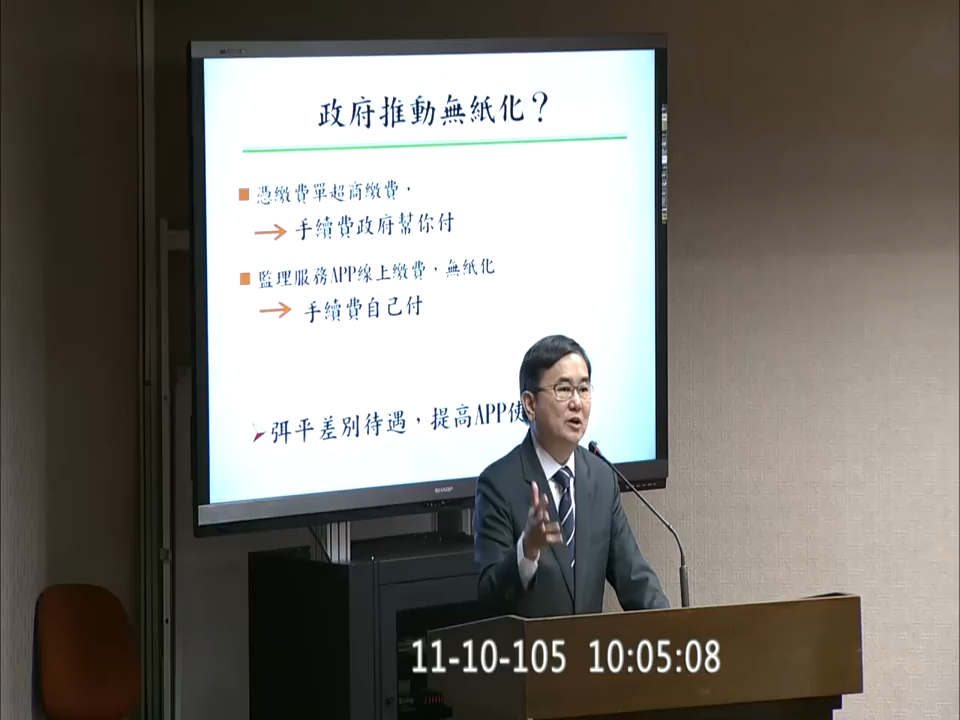 政府推動無紙化？
憑繳費單超商繳費，
手續費政府幫你付
監理服務APP線上繳費，無紙化
手續費自己付
弭平差別待遇，提高APP使
SHARP
11-10-105 10:05:08